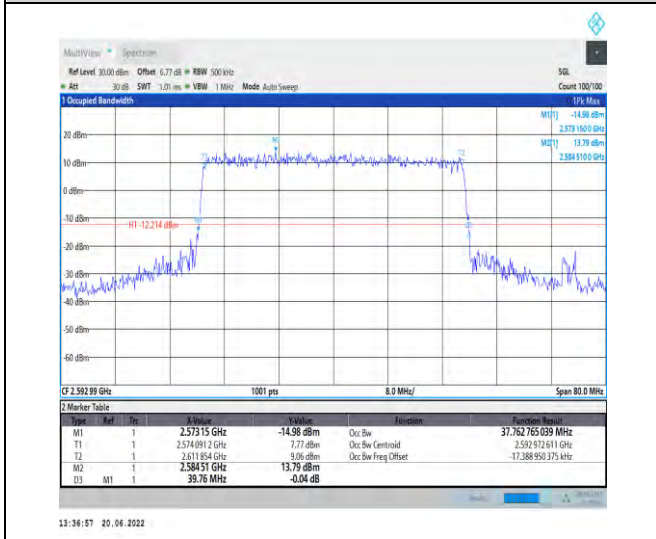 MultiView Spectrum
Ref Level 30.00 dBm Offset 6.77 dB RBW 500 kHz SGL
Att 30 dB SWT 1.01 ms VBW 1 MHz Mode Auto Sweep Count 100/100
1 Occupied Bandwidth 1Pk Max
M1[1] -14.98 dBm
2.573 1500 GHz
M2[1] 13.79 dBm
2.584 5100 GHz
20 dBm
10 dBm
0 dBm
-10 dBm
H1 -12.214 dBm
-20 dBm
-30 dBm
-40 dBm
-50 dBm
-60 dBm
CF 2.592 99 GHz 1001 pts 8.0 MHz/ Span 80.0 MHz
2 Marker Table
Type Ref Trc X-Value Y-Value Function Function Result
M1 1 2.573 15 GHz -14.98 dBm Occ Bw 37.762 765 039 MHz
T1 1 2.574 091 2 GHz 7.77 dBm Occ Bw Centroid 2.592 972 611 GHz
T2 1 2.611 854 GHz 9.06 dBm Occ Bw Freq Offset -17.388 950 375 kHz
M2 1 2.584 51 GHz 13.79 dBm
D3 M1 1 39.76 MHz -0.04 dB
13:36:57 20.06.2022